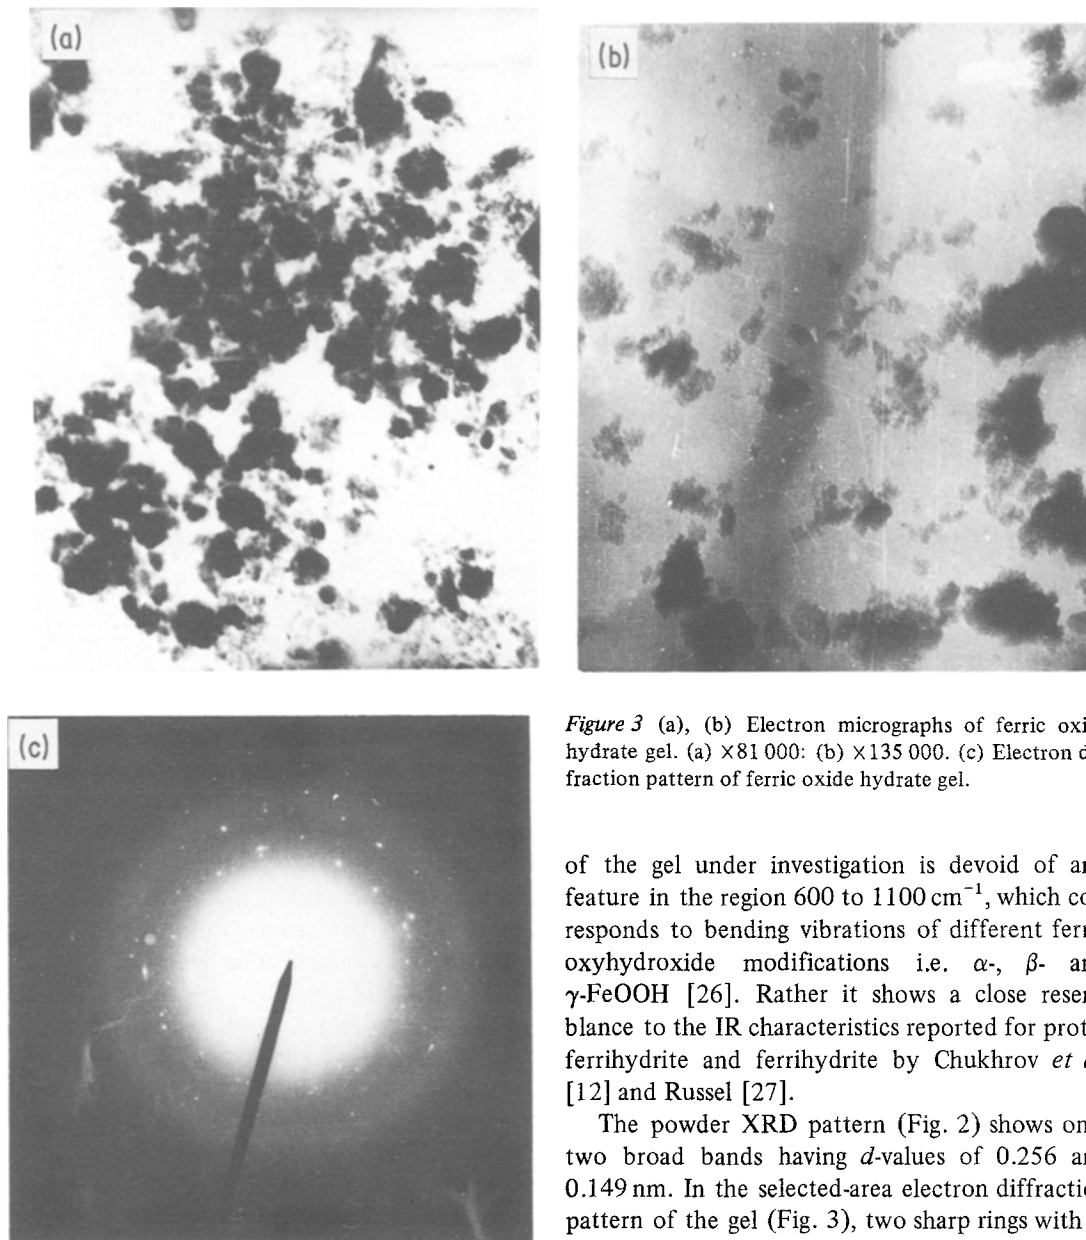 (a)
(b)
(c)
Figure 3 (a), (b) Electron micrographs of ferric oxi
hydrate gel. (a) ×81 000: (b) ×135 000. (c) Electron d
fraction pattern of ferric oxide hydrate gel.
of the gel under investigation is devoid of a
feature in the region 600 to 1100 cm⁻¹, which co
responds to bending vibrations of different ferr
oxyhydroxide modifications i.e. α-, β- a
γ-FeOOH [26]. Rather it shows a close resem
blance to the IR characteristics reported for prot
ferrihydrite and ferrihydrite by Chukhrov et a
[12] and Russel [27].
The powder XRD pattern (Fig. 2) shows on
two broad bands having d-values of 0.256 a
0.149 nm. In the selected-area electron diffractio
pattern of the gel (Fig. 3), two sharp rings with